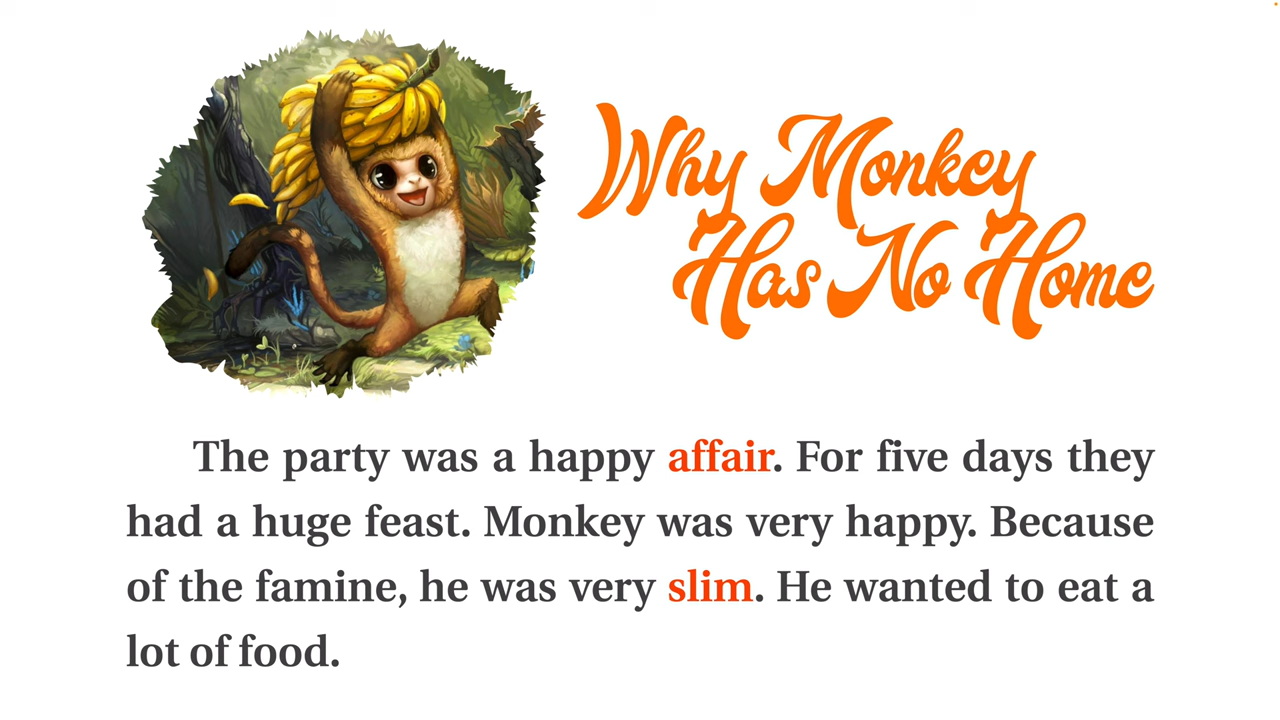 Why Monkey
Has No Home
The party was a happy affair. For five days they
had a huge feast. Monkey was very happy. Because
of the famine, he was very slim. He wanted to eat a
lot of food.